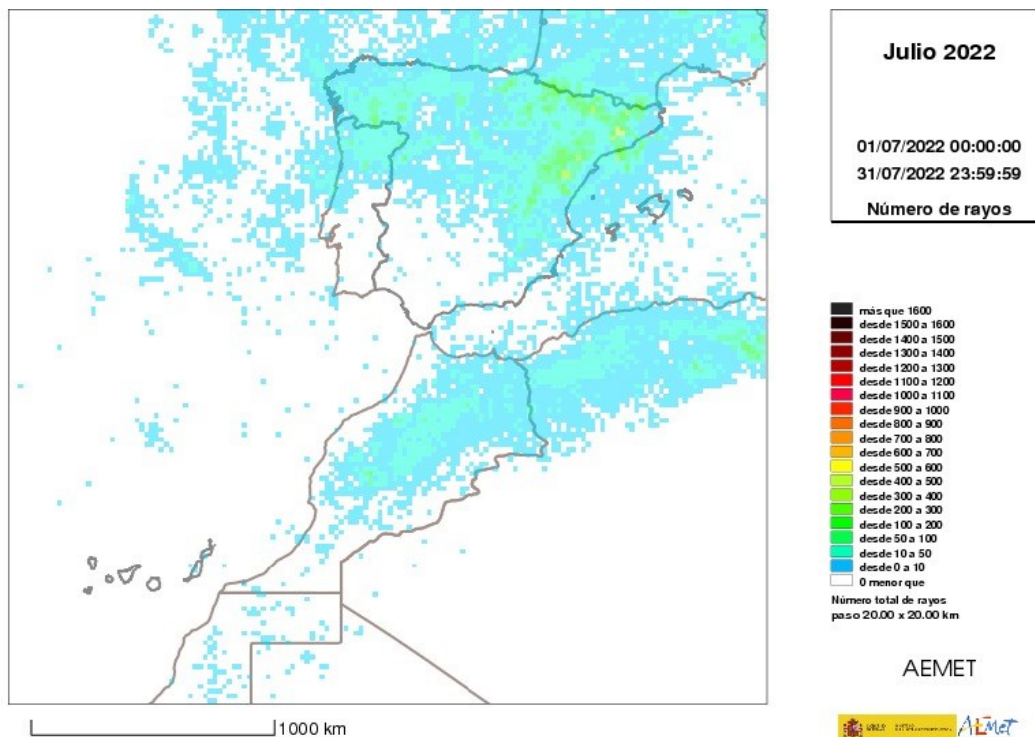 Julio 2022
01/07/2022 00:00:00
31/07/2022 23:59:59
Número de rayos
más que 1600
desde 1500 a 1600
desde 1400 a 1500
desde 1300 a 1400
desde 1200 a 1300
desde 1100 a 1200
desde 1000 a 1100
desde 900 a 1000
desde 800 a 900
desde 700 a 800
desde 600 a 700
desde 500 a 600
desde 400 a 500
desde 300 a 400
desde 200 a 300
desde 100 a 200
desde 50 a 100
desde 10 a 50
desde 0 a 10
0 menor que
Número total de rayos
paso 20.00 x 20.00 km
AEMET
1000 km
AEMet